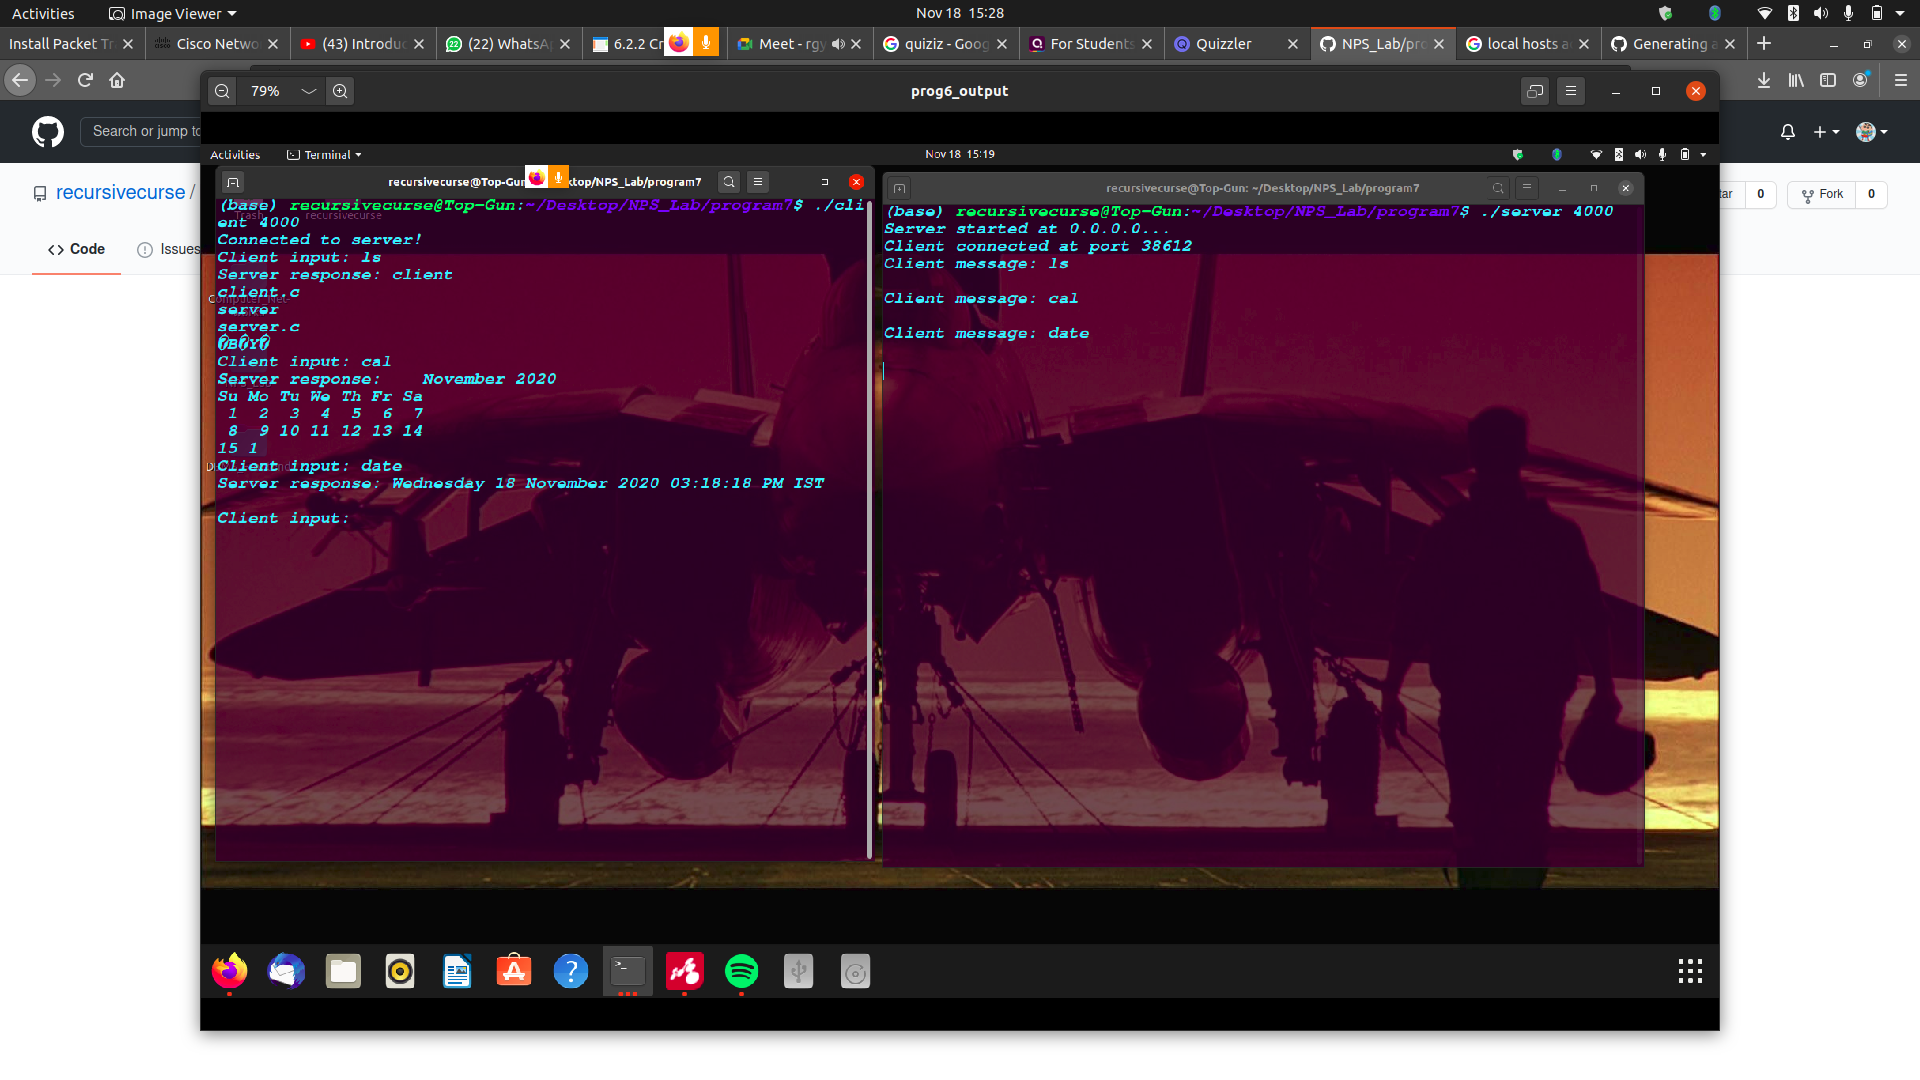 Activities
Image Viewer
Nov 18 15:28
Install Packet Tr
Cisco Netwo
(43) Introduc
(22) WhatsA
6.2.2 Cr
Meet - rgy
quiziz - Goog
For Students
Quizzler
NPS_Lab/pro
local hosts a
Generating a
79%
prog6_output
Search or jump to
recursivecurse /
tar
0
Fork
0
Code
Issues
Activities
Terminal
Nov 18 15:19
recursivecurse@Top-Gun
ktop/NPS_Lab/program7
Trash
recursivecurse
(base) recursivecurse@Top-Gun:~/Desktop/NPS_Lab/program7$ ./cli
ent 4000
Connected to server!
Client input: ls
Server response: client
client.c
server
server.c
Client input: cal
Server response:    November 2020
Su Mo Tu We Th Fr Sa
 1  2  3  4  5  6  7
 8  9 10 11 12 13 14
15 1
Client input: date
Server response: Wednesday 18 November 2020 03:18:18 PM IST
Client input:
recursivecurse@Top-Gun: ~/Desktop/NPS_Lab/program7
(base) recursivecurse@Top-Gun:~/Desktop/NPS_Lab/program7$ ./server 4000
Server started at 0.0.0.0...
Client connected at port 38612
Client message: ls
Client message: cal
Client message: date